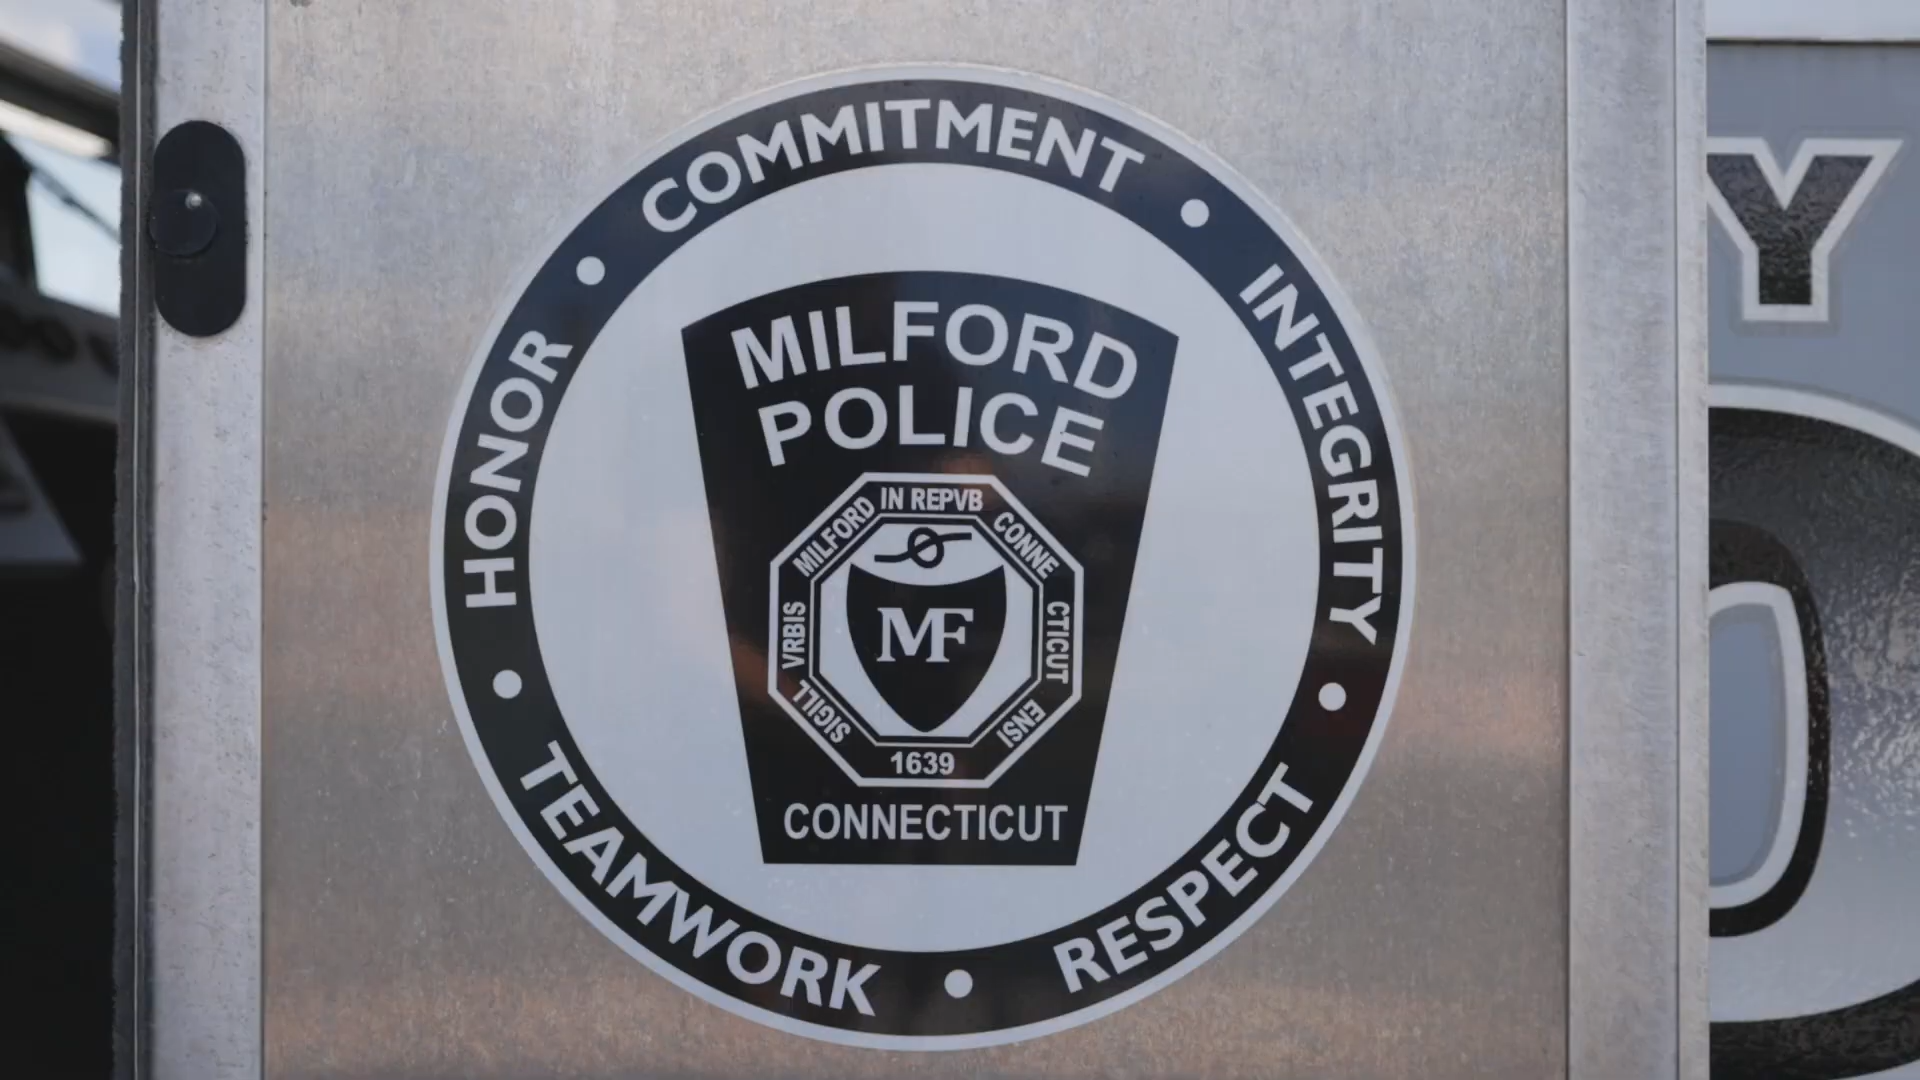 HONOR • COMMITMENT • INTEGRITY • RESPECT • TEAMWORK •
MILFORD
POLICE
SIGILL VRBIS MILFORD IN REPVB CONNE CTICUT ENSI
MF
1639
CONNECTICUT
Y